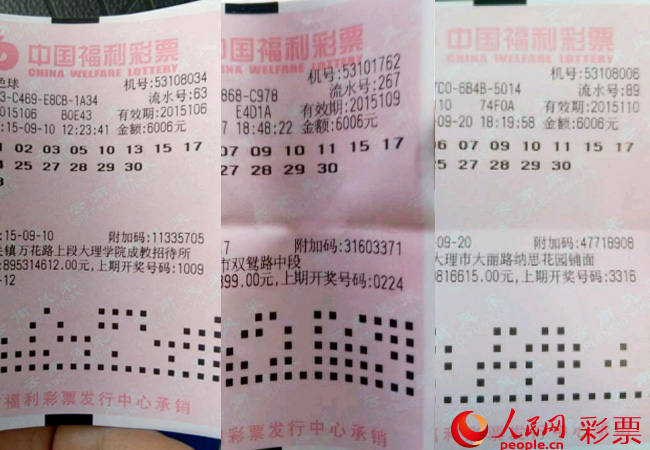 中国福利彩票
CHINA WELFARE LOTTERY
色球 机号:53108034
3-C469-E8CB-1A34 流水号:63
2015106 B0E43 有效期:2015106
:15-09-10 12:23:41 金额:6006元
01 02 03 05 10 13 15 17
25 27 28 29 30
:15-09-10 附加码:11335705
镇万花路上段大理学院成教招待所
:895314612.00元,上期开奖号码:1009
-12
福利彩票发行中心承销
中国福利彩票
CHINA WELFARE LOTTERY
机号:53101762
868-C978 流水号:267
E4D1A 有效期:2015109
7 18:48:22 金额:6006元
07 09 10 11 15 17
27 28 29 30
17 附加码:31603371
市双鸳路中段
899.00元,上期开奖号码:0224
彩票发行中心承销
中国福利彩票
CHINA WELFARE LOTTERY
机号:53108006
7C0-6B4B-5014 流水号:89
10 74F0A 有效期:2015110
-09-20 18:19:58 金额:6006元
06 07 09 10 11 15 17
27 28 29 30
-09-20 附加码:47718908
大理市大丽路纳思花园铺面
0816615.00元,上期开奖号码:3316
人民网 彩票
people.cn